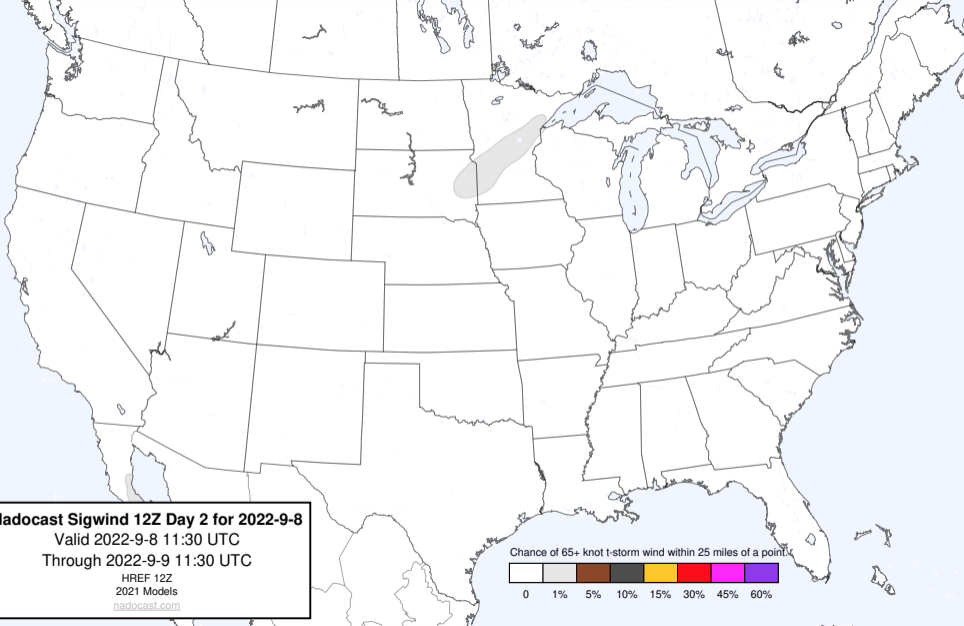 adocast Sigwind 12Z Day 2 for 2022-9-8
Valid 2022-9-8 11:30 UTC
Through 2022-9-9 11:30 UTC
HREF 12Z
2021 Models
nadocast.com
Chance of 65+ knot t-storm wind within 25 miles of a point.
0 1% 5% 10% 15% 30% 45% 60%